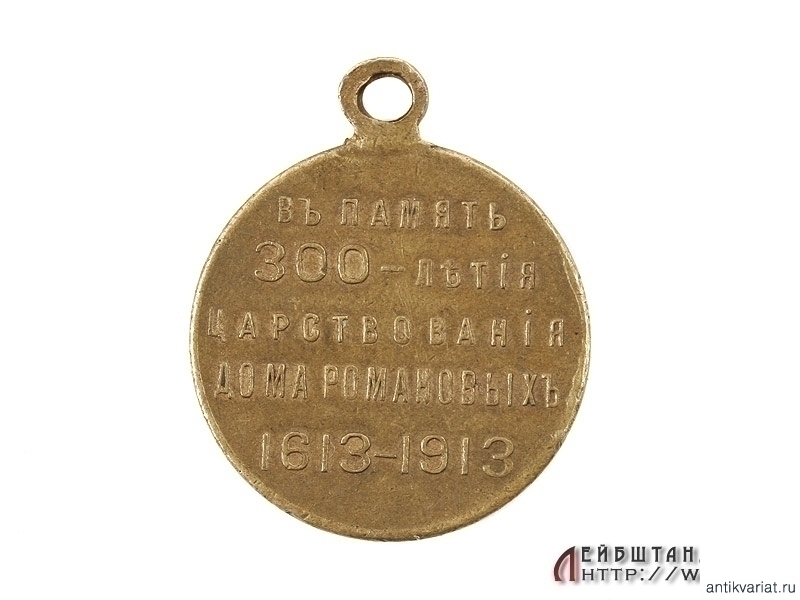 ВЪ ПАМЯТЬ
300-ЛѢТІЯ
ЦАРСТВОВАНІЯ
ДОМА РОМАНОВЫХЪ
1613-1913
ЛЕЙБШТАН
HTTP://W
antikvariat.ru